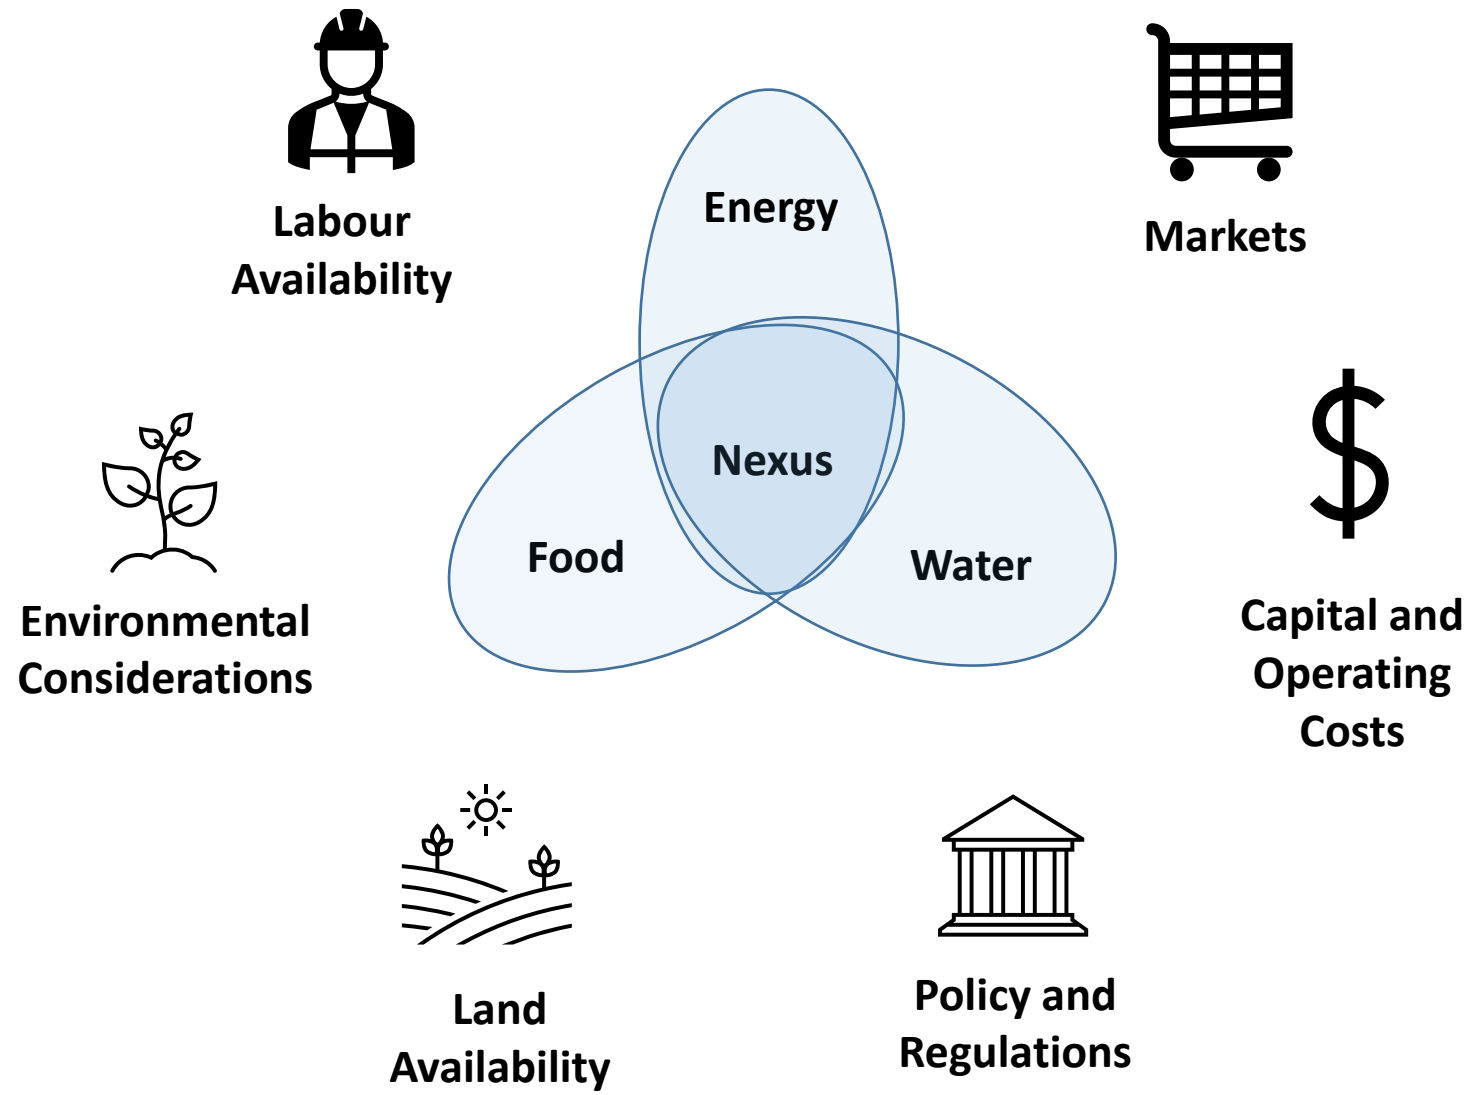 Labour
Availability
Energy
Markets
Nexus
Food
Water
Environmental
Considerations
Capital and
Operating
Costs
Land
Availability
Policy and
Regulations